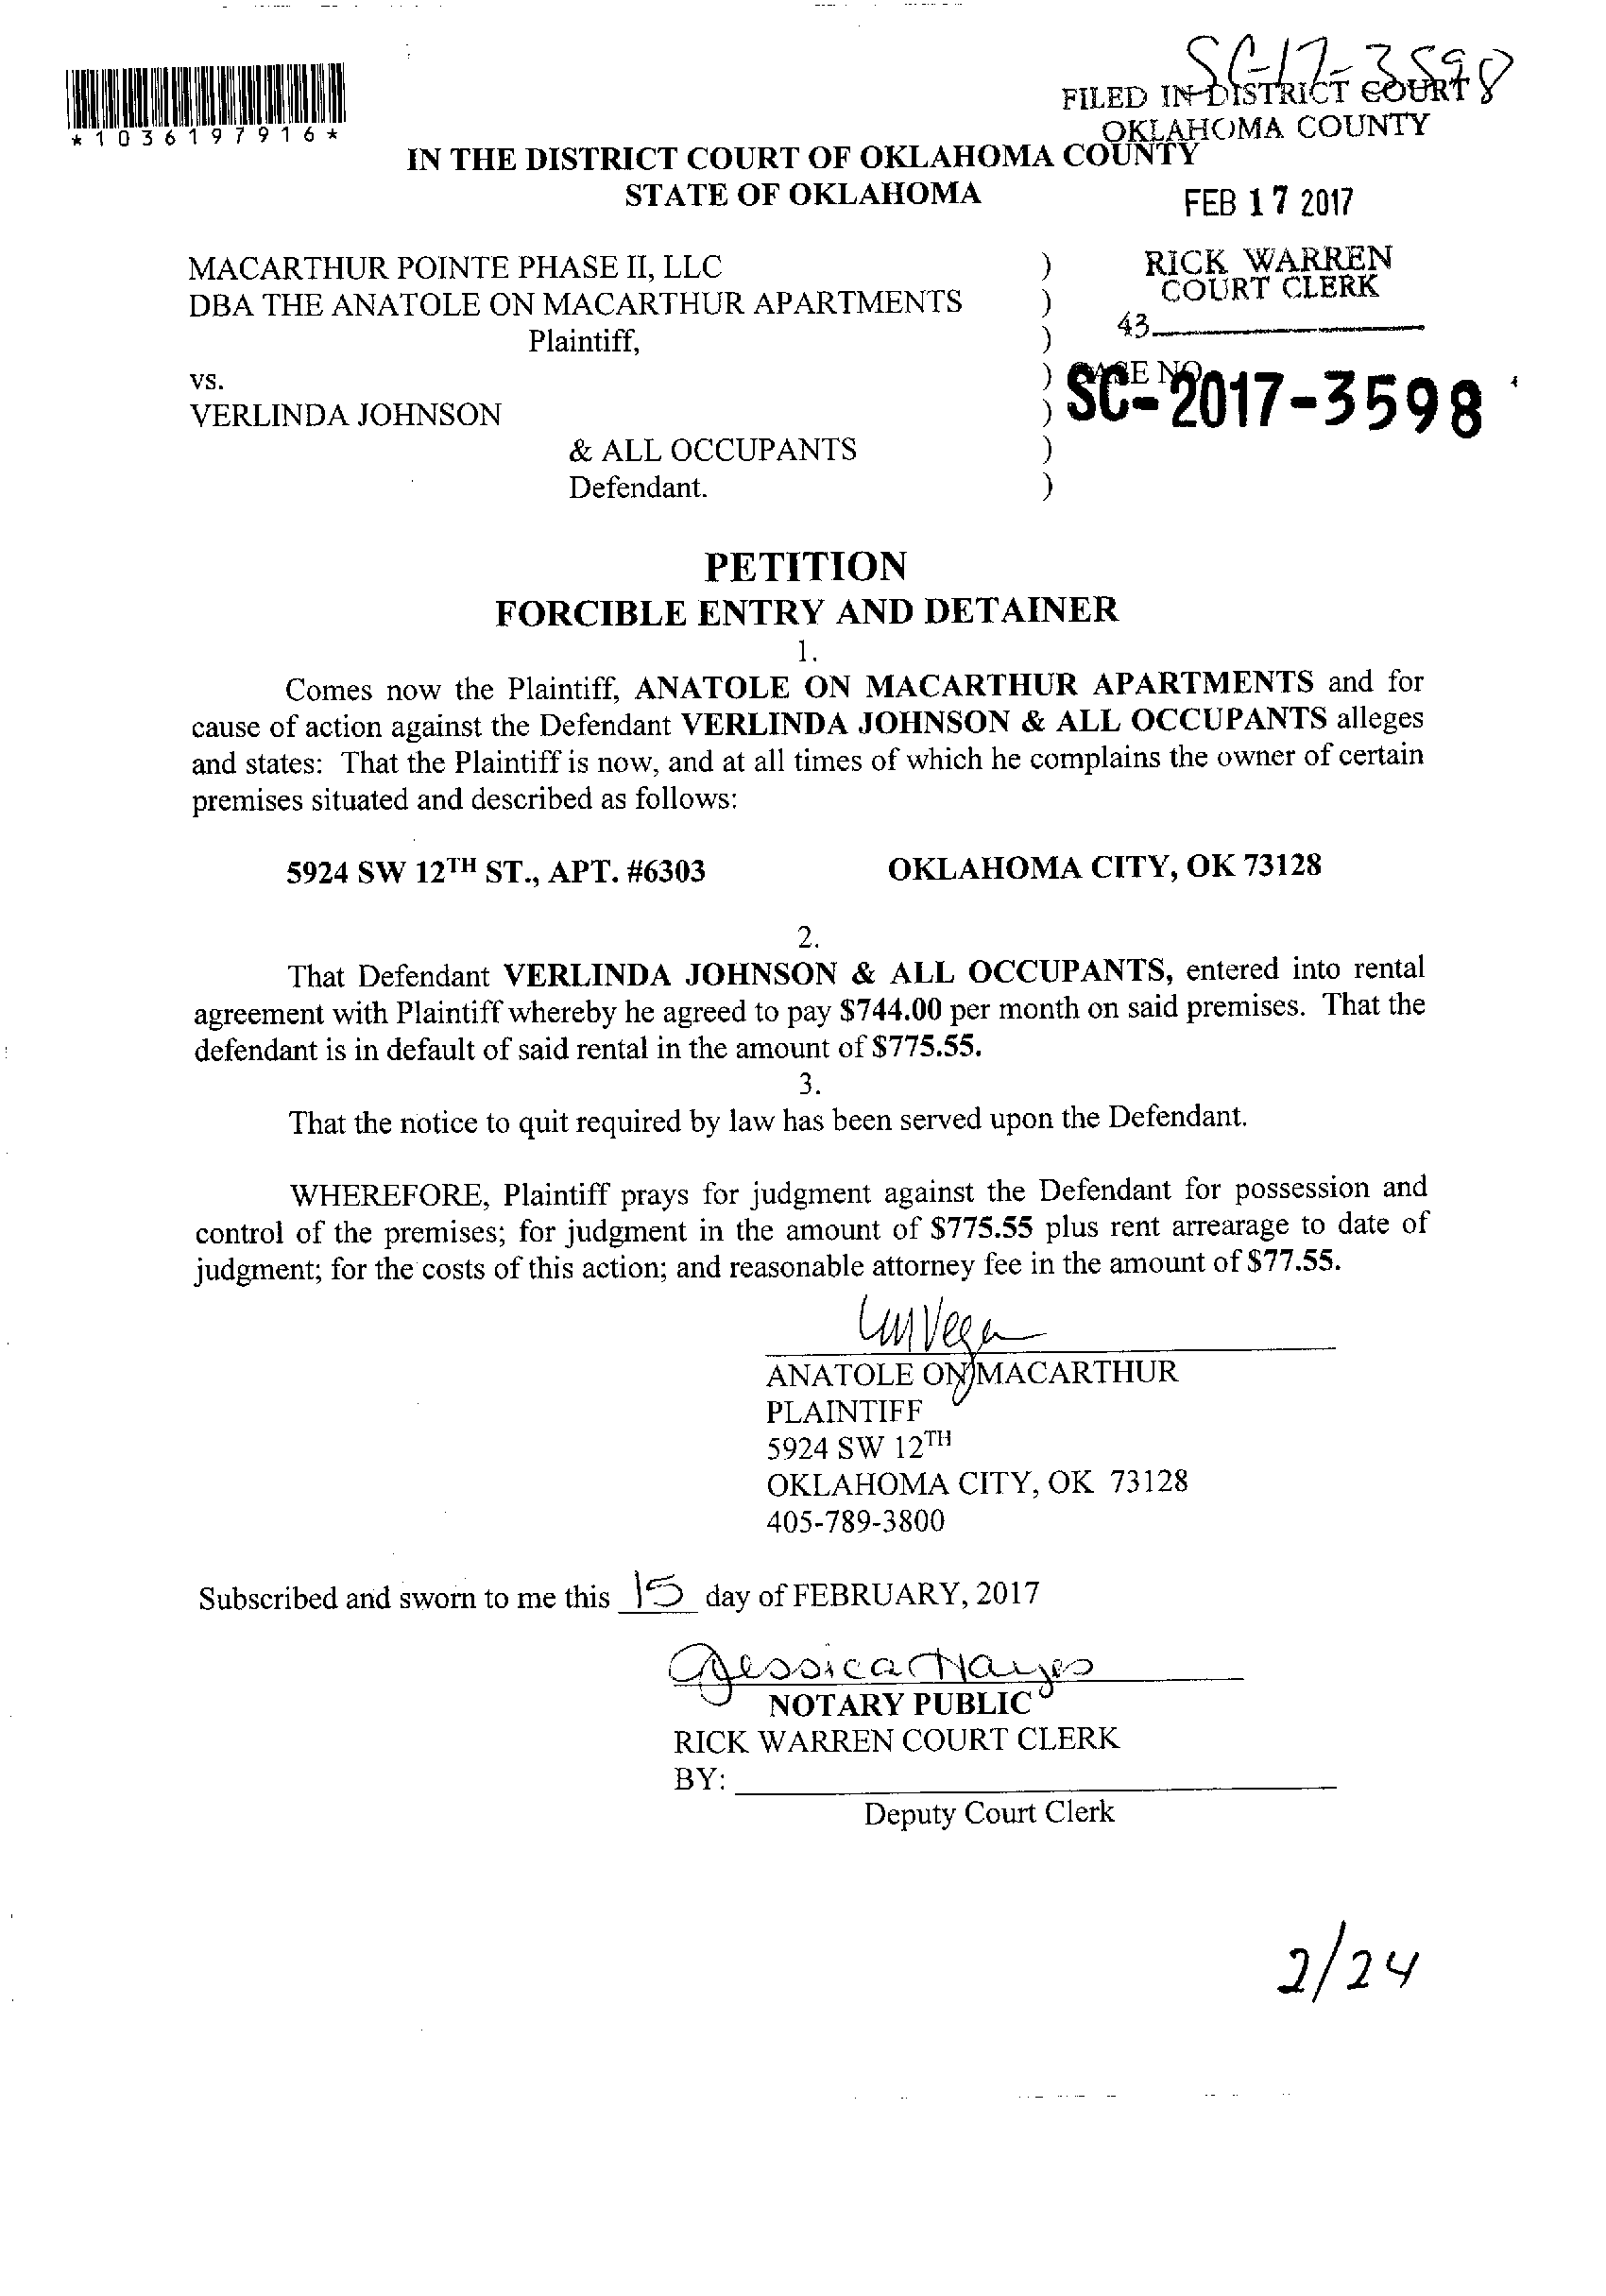 SC-17-3598
FILED IN DISTRICT COURT
OKLAHOMA COUNTY
*1036197916*
IN THE DISTRICT COURT OF OKLAHOMA COUNTY
STATE OF OKLAHOMA
FEB 17 2017
MACARTHUR POINTE PHASE II, LLC )
RICK WARREN
DBA THE ANATOLE ON MACARTHUR APARTMENTS )
COURT CLERK
Plaintiff, )
43
vs. )
CASE NO.
SC-2017-3598
VERLINDA JOHNSON )
& ALL OCCUPANTS )
Defendant. )
PETITION
FORCIBLE ENTRY AND DETAINER
1.
Comes now the Plaintiff, ANATOLE ON MACARTHUR APARTMENTS and for
cause of action against the Defendant VERLINDA JOHNSON & ALL OCCUPANTS alleges
and states: That the Plaintiff is now, and at all times of which he complains the owner of certain
premises situated and described as follows:
5924 SW 12TH ST., APT. #6303 OKLAHOMA CITY, OK 73128
2.
That Defendant VERLINDA JOHNSON & ALL OCCUPANTS, entered into rental
agreement with Plaintiff whereby he agreed to pay $744.00 per month on said premises. That the
defendant is in default of said rental in the amount of $775.55.
3.
That the notice to quit required by law has been served upon the Defendant.
WHEREFORE, Plaintiff prays for judgment against the Defendant for possession and
control of the premises; for judgment in the amount of $775.55 plus rent arrearage to date of
judgment; for the costs of this action; and reasonable attorney fee in the amount of $77.55.
ANATOLE ON MACARTHUR
PLAINTIFF
5924 SW 12TH
OKLAHOMA CITY, OK 73128
405-789-3800
Subscribed and sworn to me this 15 day of FEBRUARY, 2017
Jessica Hayes
NOTARY PUBLIC
RICK WARREN COURT CLERK
BY:
Deputy Court Clerk
2/24